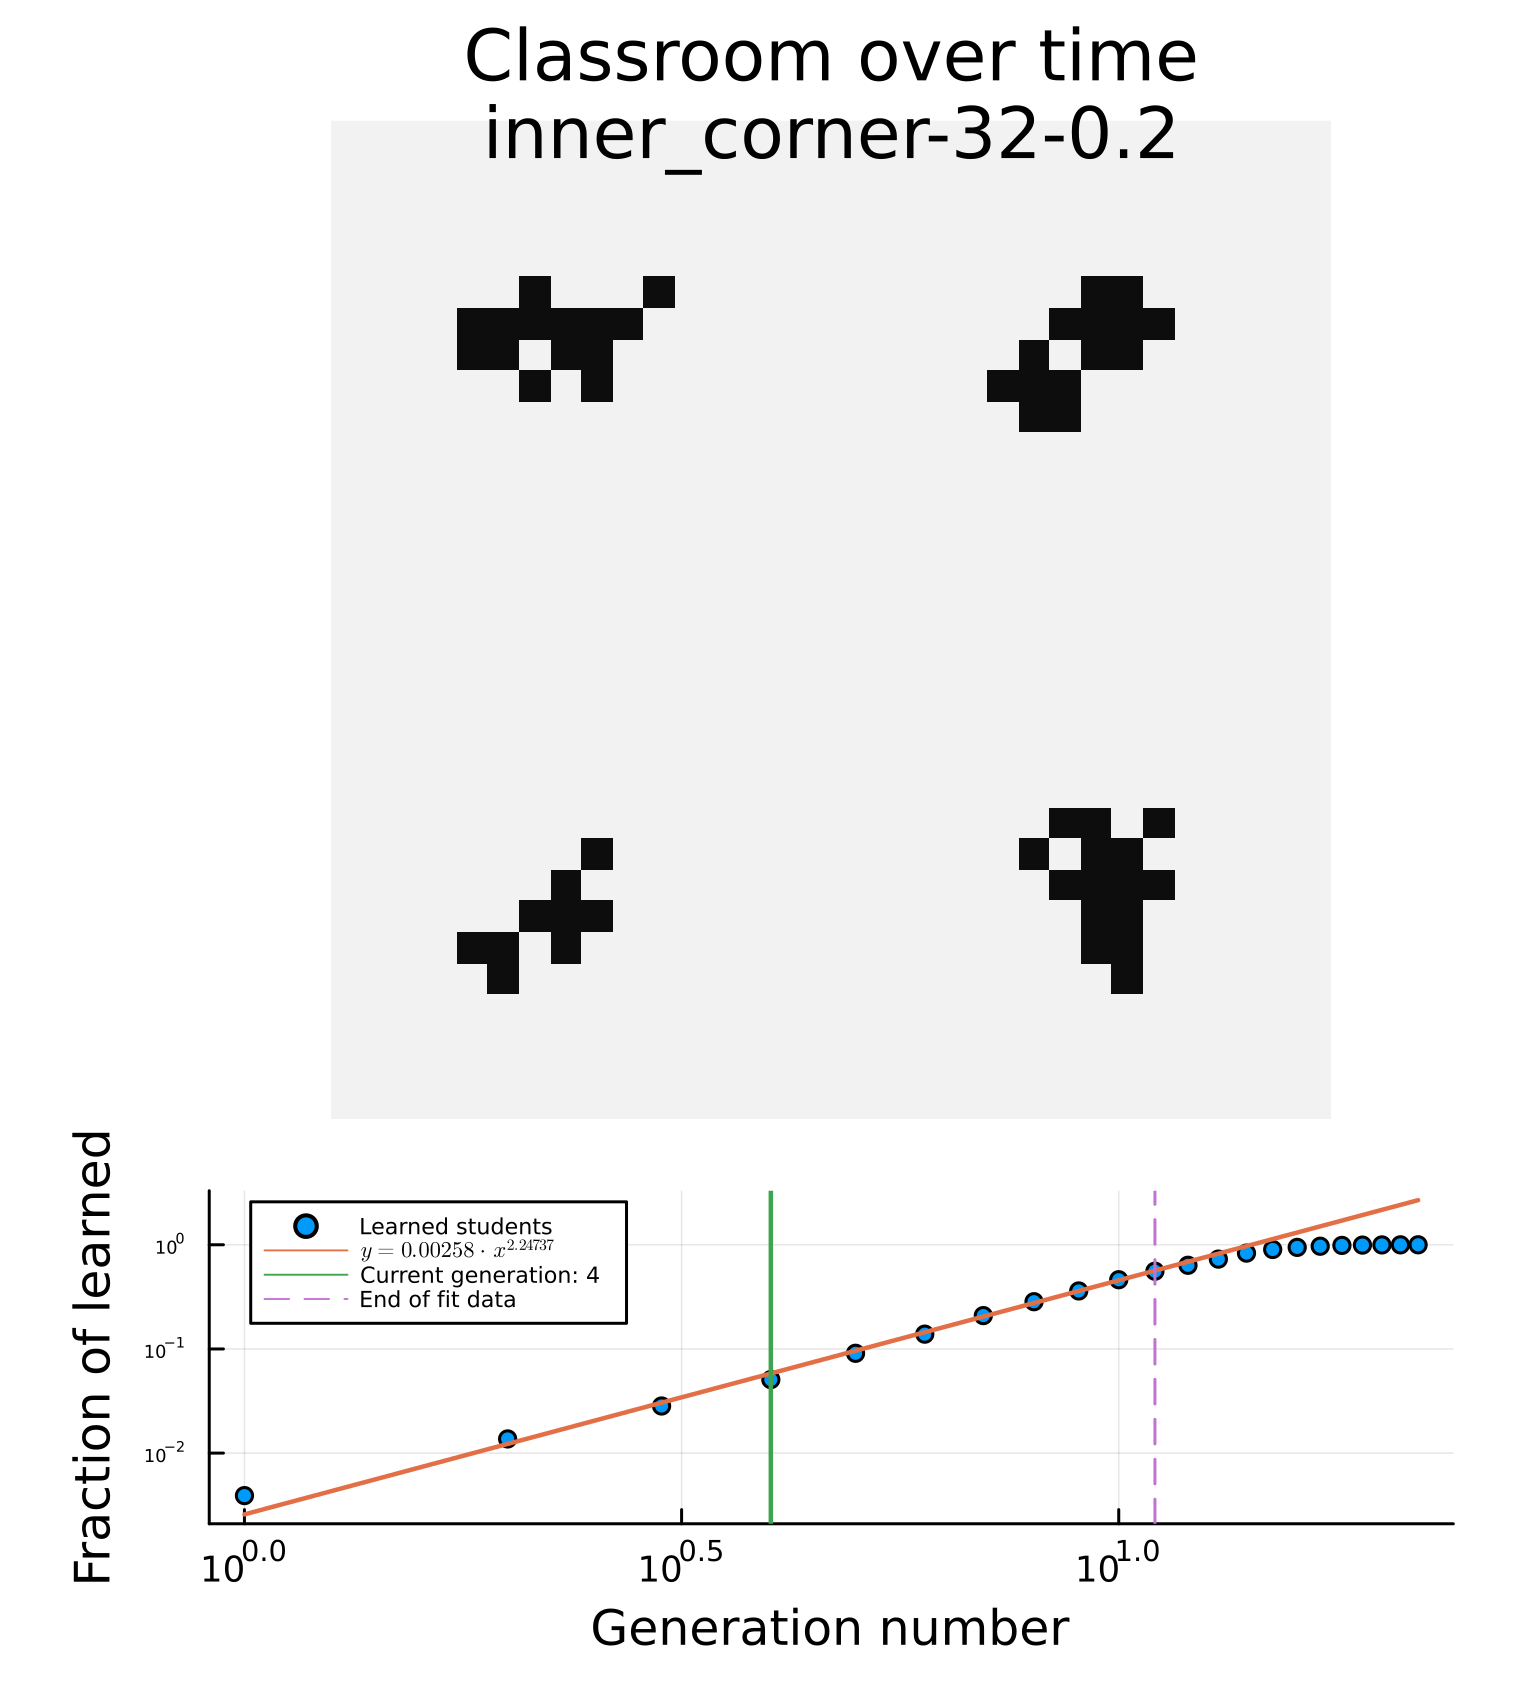 Classroom over time
inner_corner-32-0.2
Fraction of learned
10^0
10^−1
10^−2
Learned students
y = 0.00258 · x^2.24737
Current generation: 4
End of fit data
10^0.0
10^0.5
10^1.0
Generation number